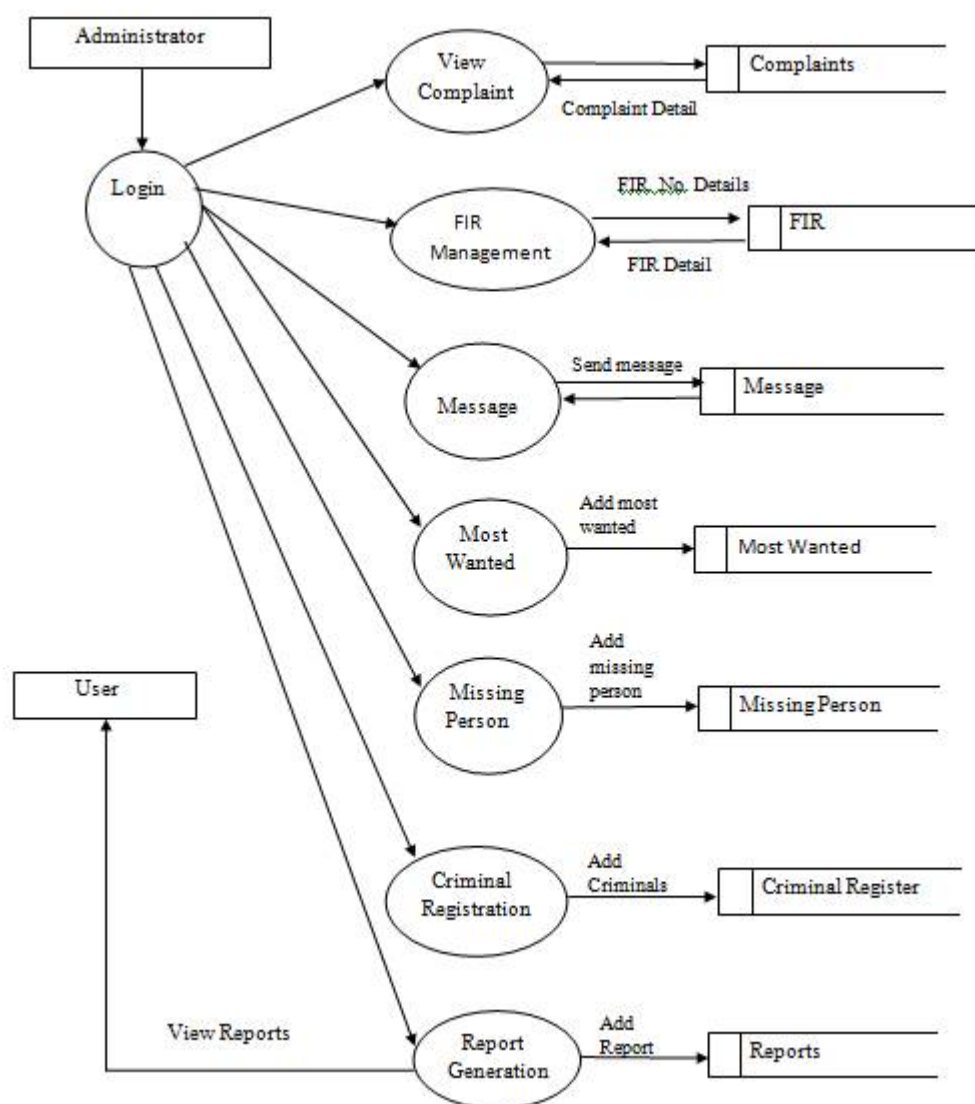 Administrator
View
Complaint
Complaints
Complaint Detail
Login
FIR. No. Details
FIR
Management
FIR
FIR Detail
Send message
Message
Message
Add most
wanted
Most
Wanted
Most Wanted
Add
missing
person
User
Missing
Person
Missing Person
Add
Criminals
Criminal
Registration
Criminal Register
View Reports
Add
Report
Report
Generation
Reports